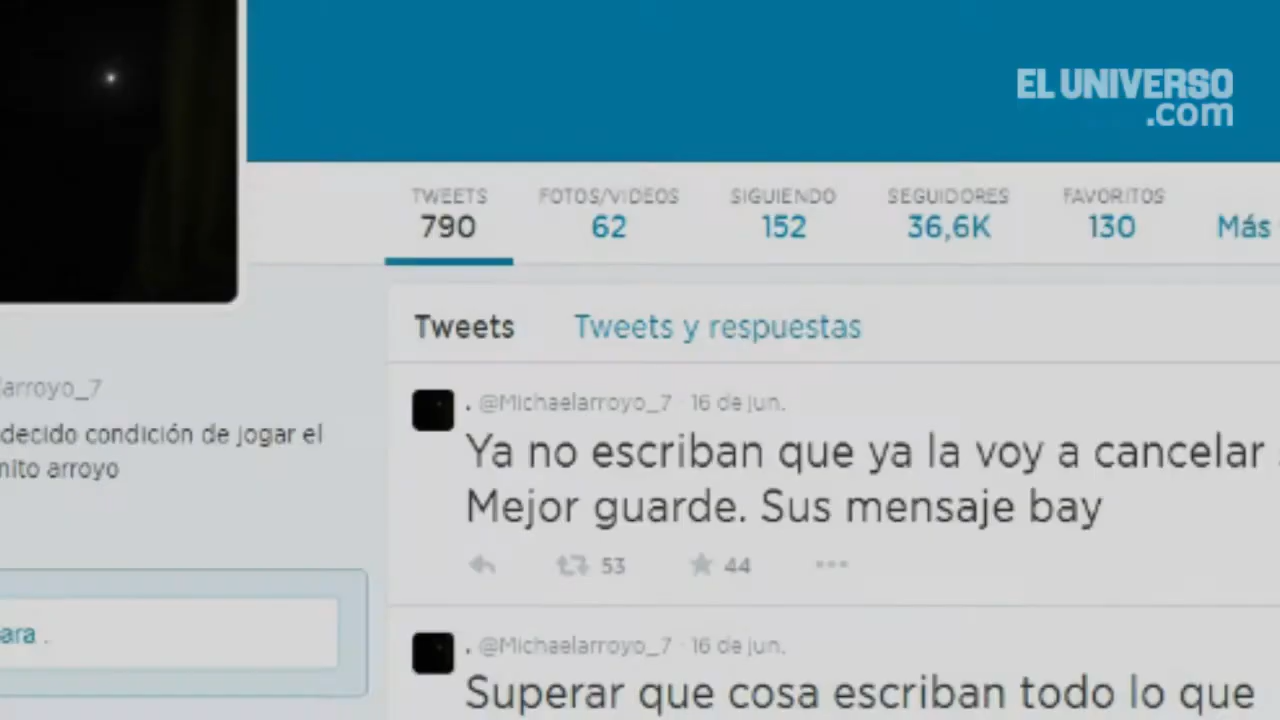 EL UNIVERSO
.com
TWEETS FOTOS/VIDEOS SIGUIENDO SEGUIDORES FAVORITOS
790 62 152 36,6K 130 Más
Tweets Tweets y respuestas
arroyo_7
decido condición de jogar el
arroyo
. @Michaelarroyo_7 · 16 de jun.
Ya no escriban que ya la voy a cancelar
Mejor guarde. Sus mensaje bay
53 44
ara .
. @Michaelarroyo_7 · 16 de jun.
Superar que cosa escriban todo lo que